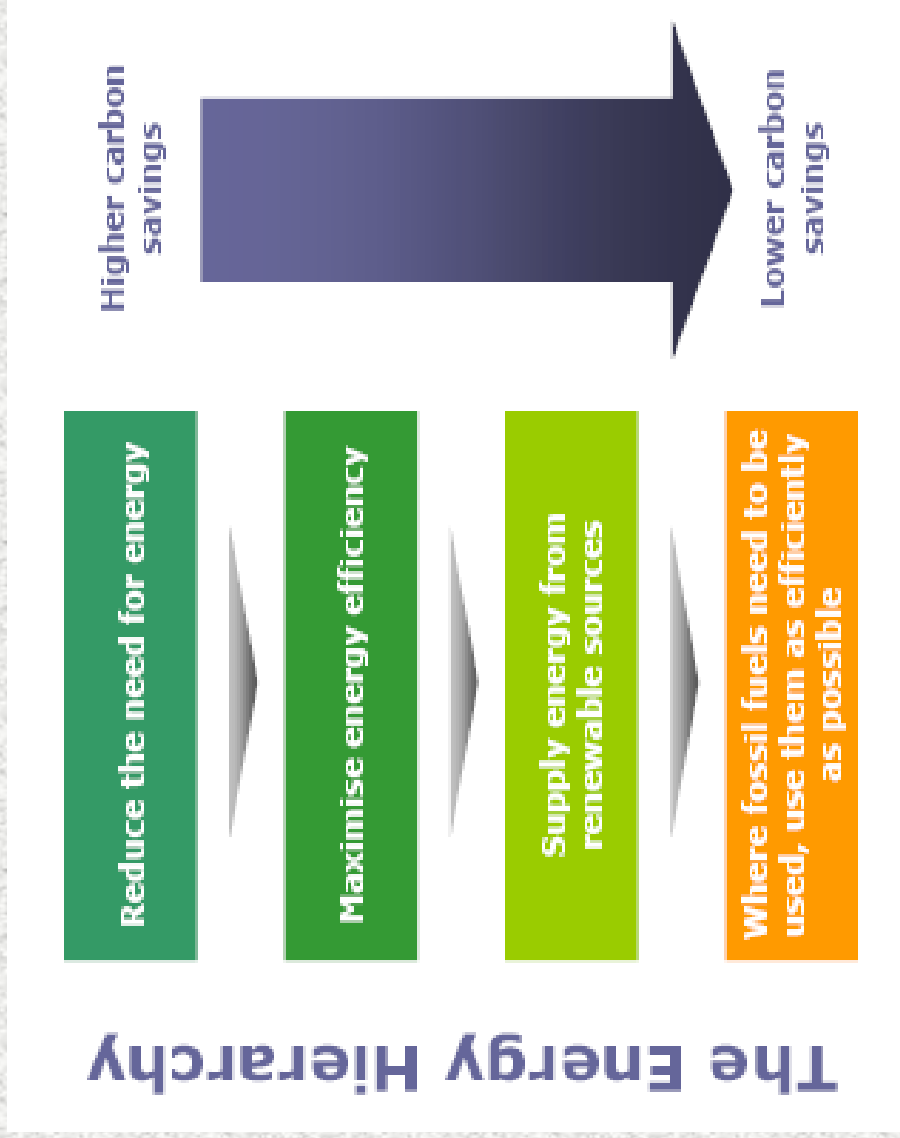 The Energy Hierarchy
Reduce the need for energy
Maximise energy efficiency
Supply energy from
renewable sources
Where fossil fuels need to be
used, use them as efficiently
as possible
Higher carbon
savings
Lower carbon
savings